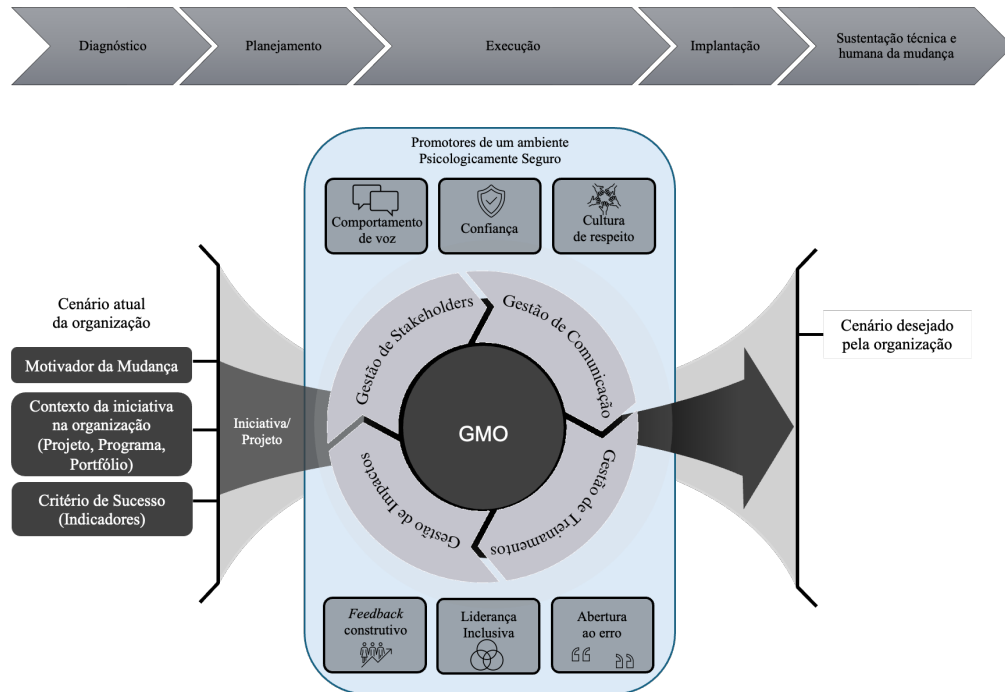 Diagnóstico
Planejamento
Execução
Implantação
Sustentação técnica e
humana da mudança
Promotores de um ambiente
Psicologicamente Seguro
Comportamento
de voz
Confiança
Cultura
de respeito
Cenário atual
da organização
Motivador da Mudança
Contexto da iniciativa
na organização
(Projeto, Programa,
Portfólio)
Critério de Sucesso
(Indicadores)
Iniciativa/
Projeto
Gestão de Stakeholders
Gestão de Comunicação
Gestão de Treinamentos
Gestão de Impactos
GMO
Cenário desejado
pela organização
Feedback
construtivo
Liderança
Inclusiva
Abertura
ao erro